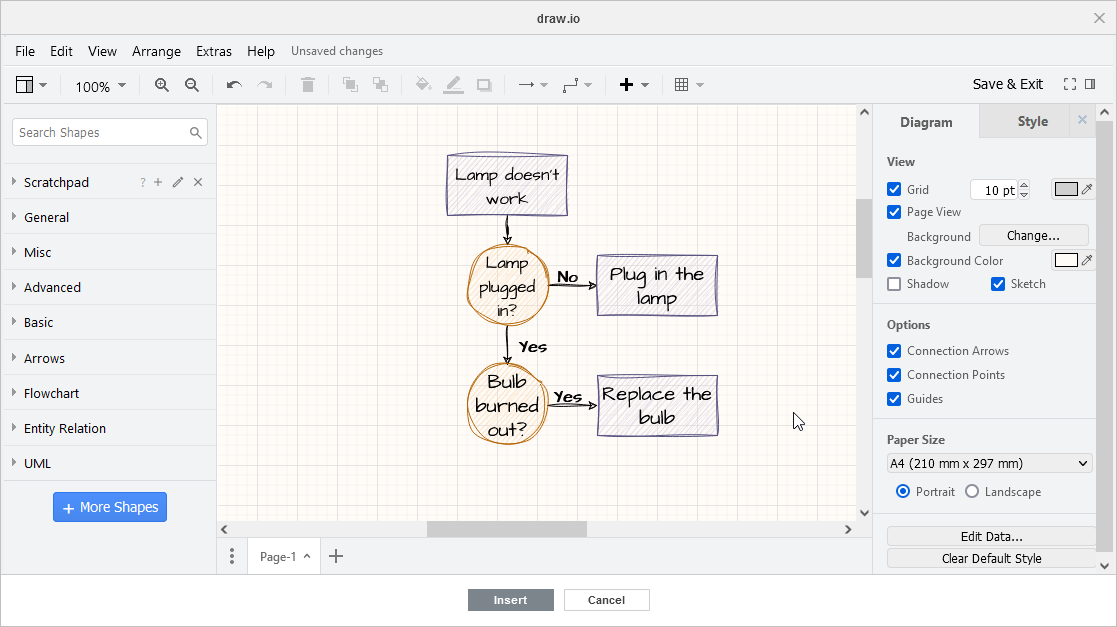 draw.io
File Edit View Arrange Extras Help Unsaved changes
100%
Save & Exit
Search Shapes
Scratchpad ?
General
Misc
Advanced
Basic
Arrows
Flowchart
Entity Relation
UML
+ More Shapes
Lamp doesn't
work
Lamp
plugged
in?
No
Plug in the
lamp
Yes
Bulb
burned
out?
Yes
Replace the
bulb
Page-1
Diagram Style
View
Grid 10 pt
Page View
Background Change...
Background Color
Shadow Sketch
Options
Connection Arrows
Connection Points
Guides
Paper Size
A4 (210 mm x 297 mm)
Portrait Landscape
Edit Data...
Clear Default Style
Insert Cancel